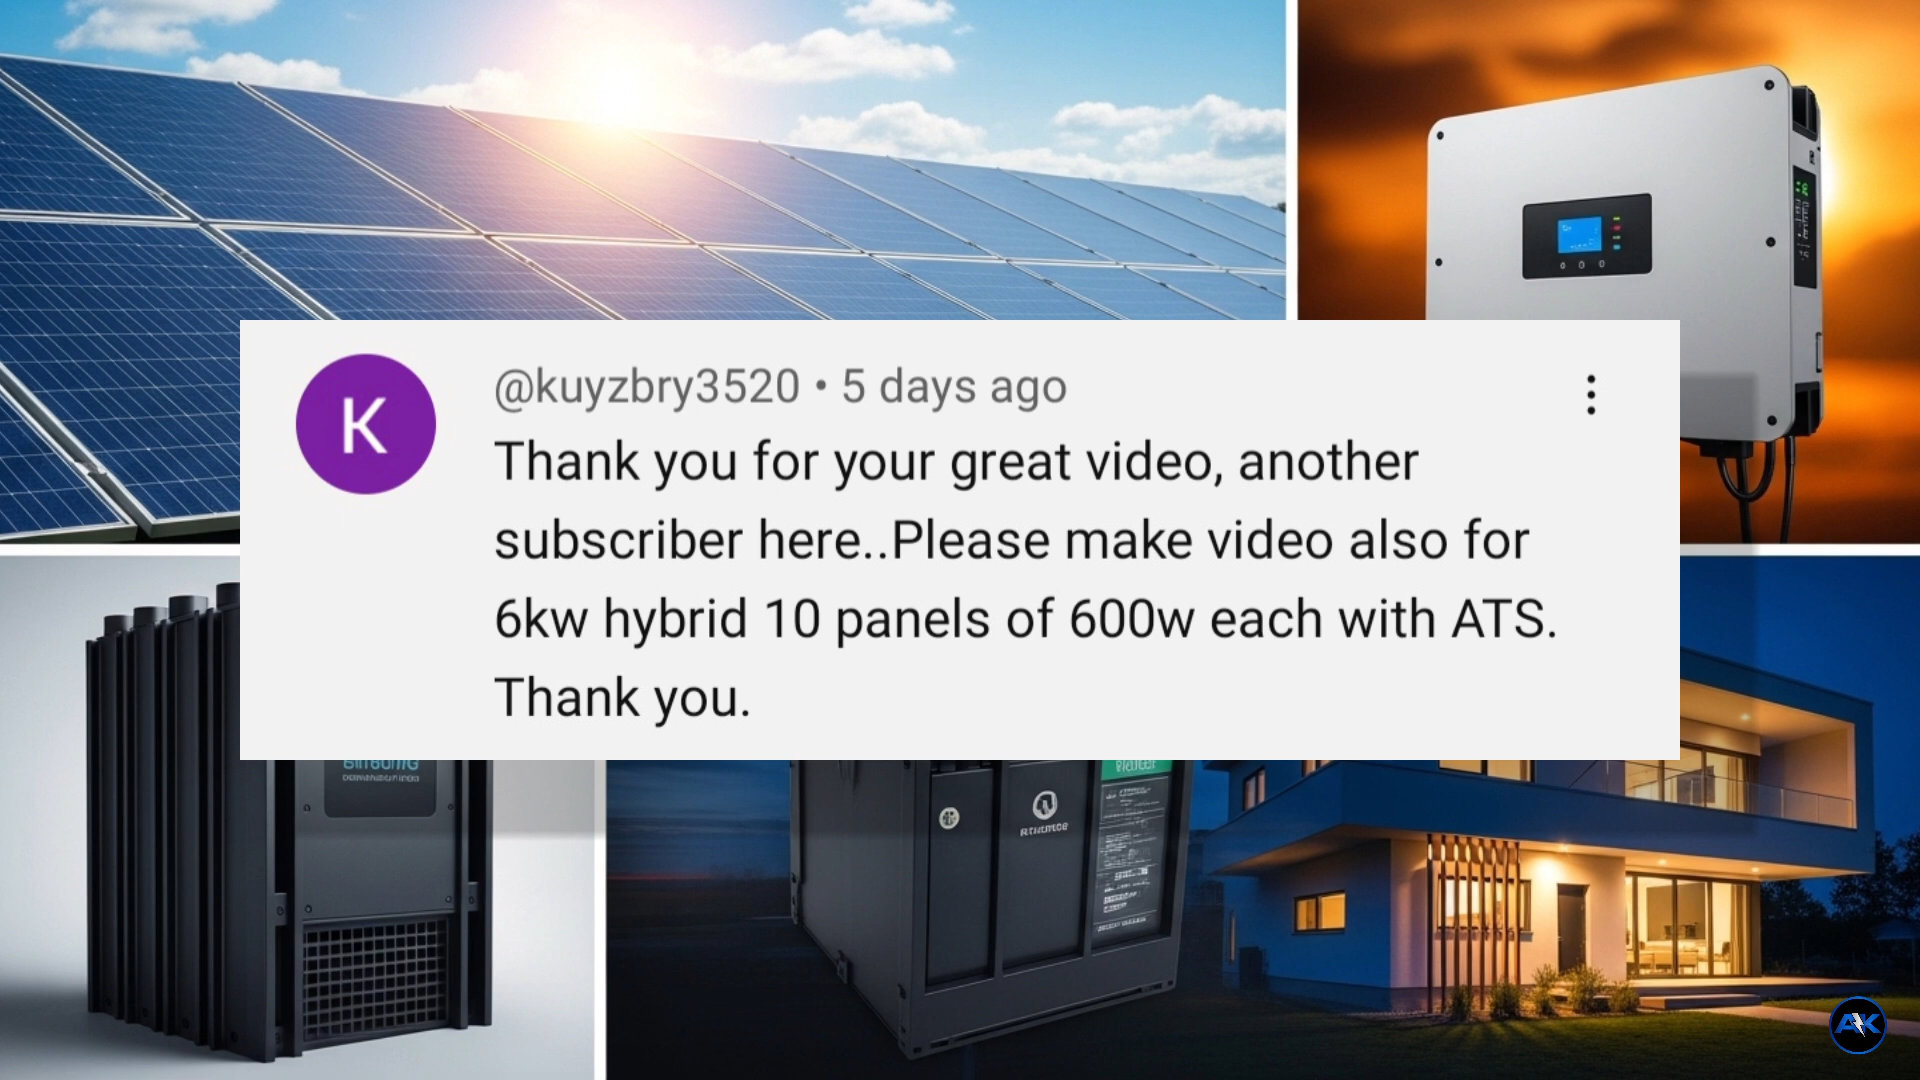 K
@kuyzbry3520 • 5 days ago
Thank you for your great video, another
subscriber here..Please make video also for
6kw hybrid 10 panels of 600w each with ATS.
Thank you.
AK